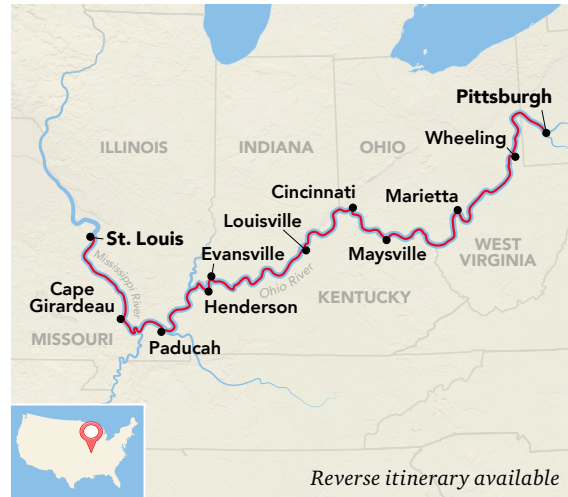 Pittsburgh
Wheeling
ILLINOIS
INDIANA
OHIO
Cincinnati
Marietta
Louisville
St. Louis
Evansville
Maysville
WEST
VIRGINIA
Mississippi River
Ohio River
Cape
Girardeau
Henderson
KENTUCKY
MISSOURI
Paducah
Reverse itinerary available